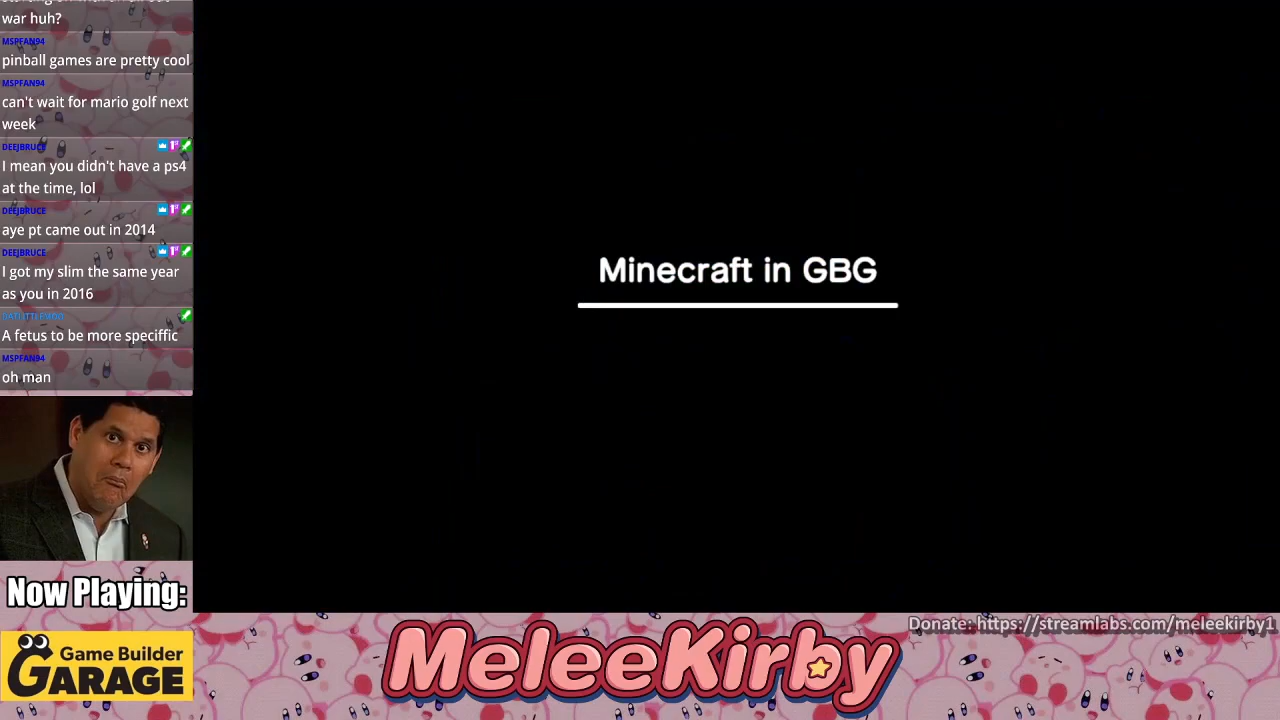 war huh?
MSPFAN94
pinball games are pretty cool
MSPFAN94
can't wait for mario golf next
week
DEEJBRUCE
I mean you didn't have a ps4
at the time, lol
DEEJBRUCE
aye pt came out in 2014
DEEJBRUCE
I got my slim the same year
as you in 2016
A fetus to be more speciffic
MSPFAN94
oh man
Minecraft in GBG
Now Playing:
Game Builder
GARAGE
MeleeKirby
Donate: https://streamlabs.com/meleekirby1